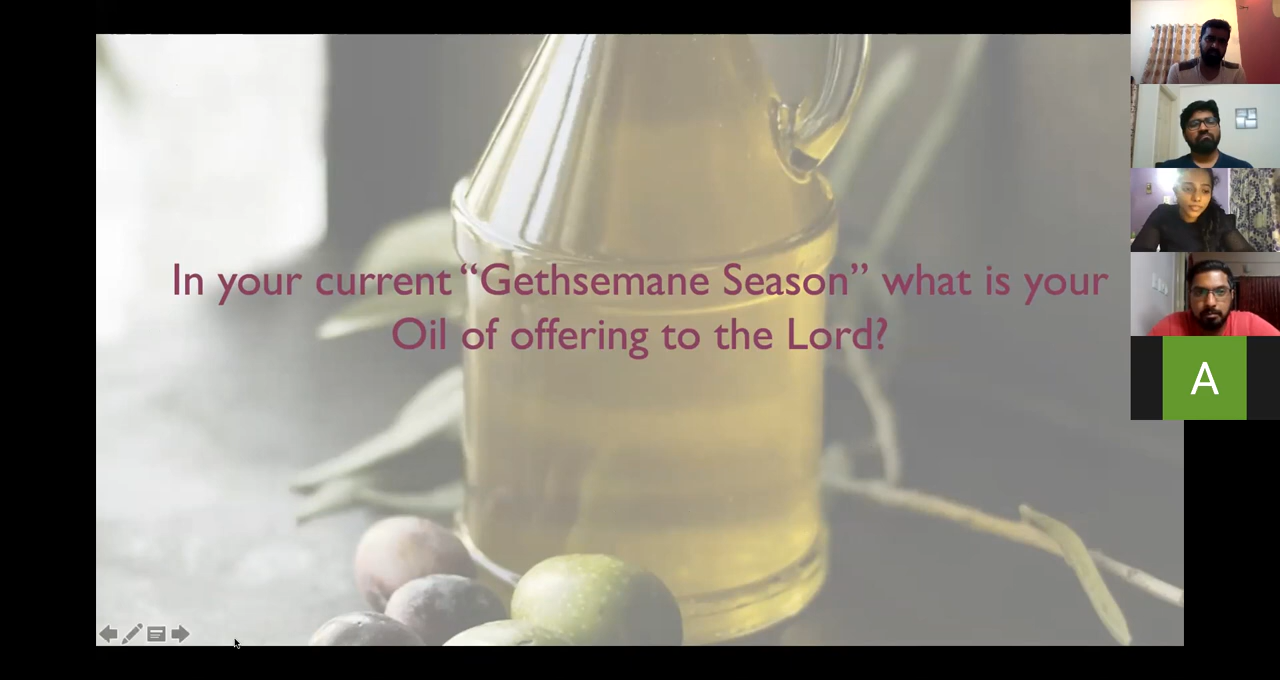 In your current “Gethsemane Season” what is your
Oil of offering to the Lord?
A